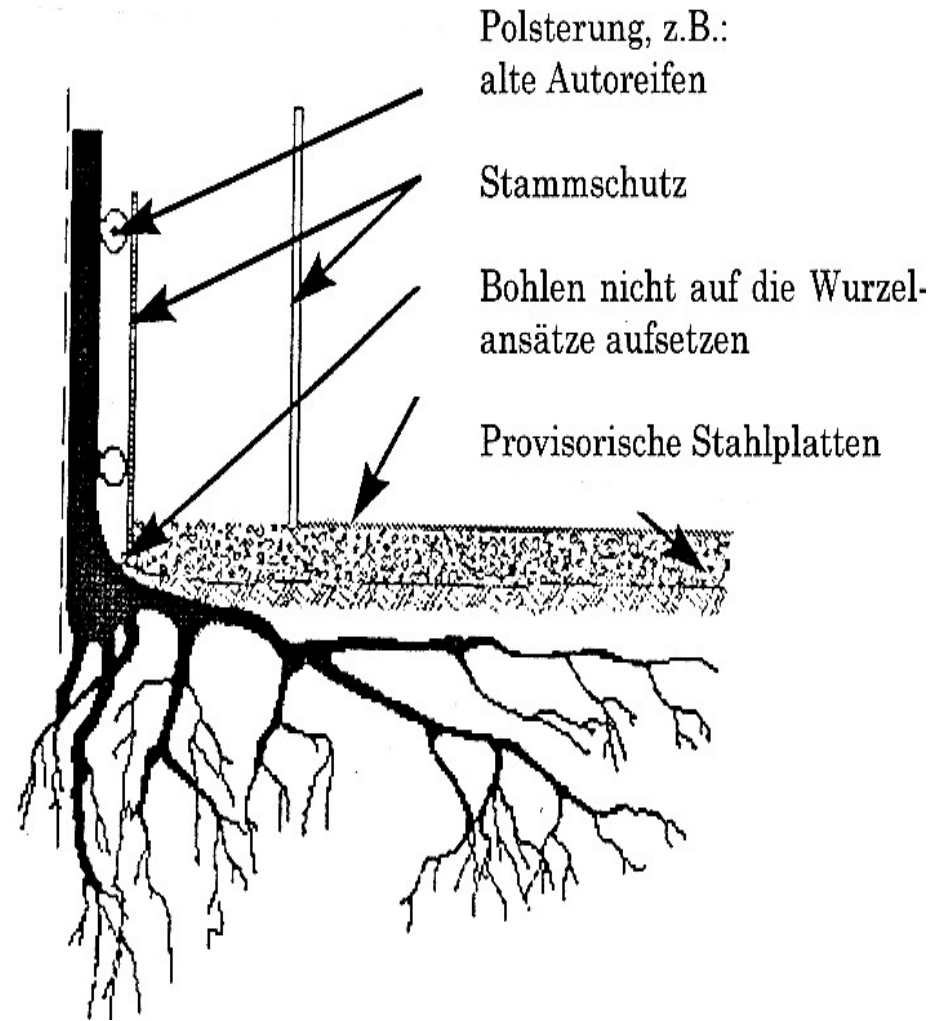 Polsterung, z.B.:
alte Autoreifen
Stammschutz
Bohlen nicht auf die Wurzel-
ansätze aufsetzen
Provisorische Stahlplatten